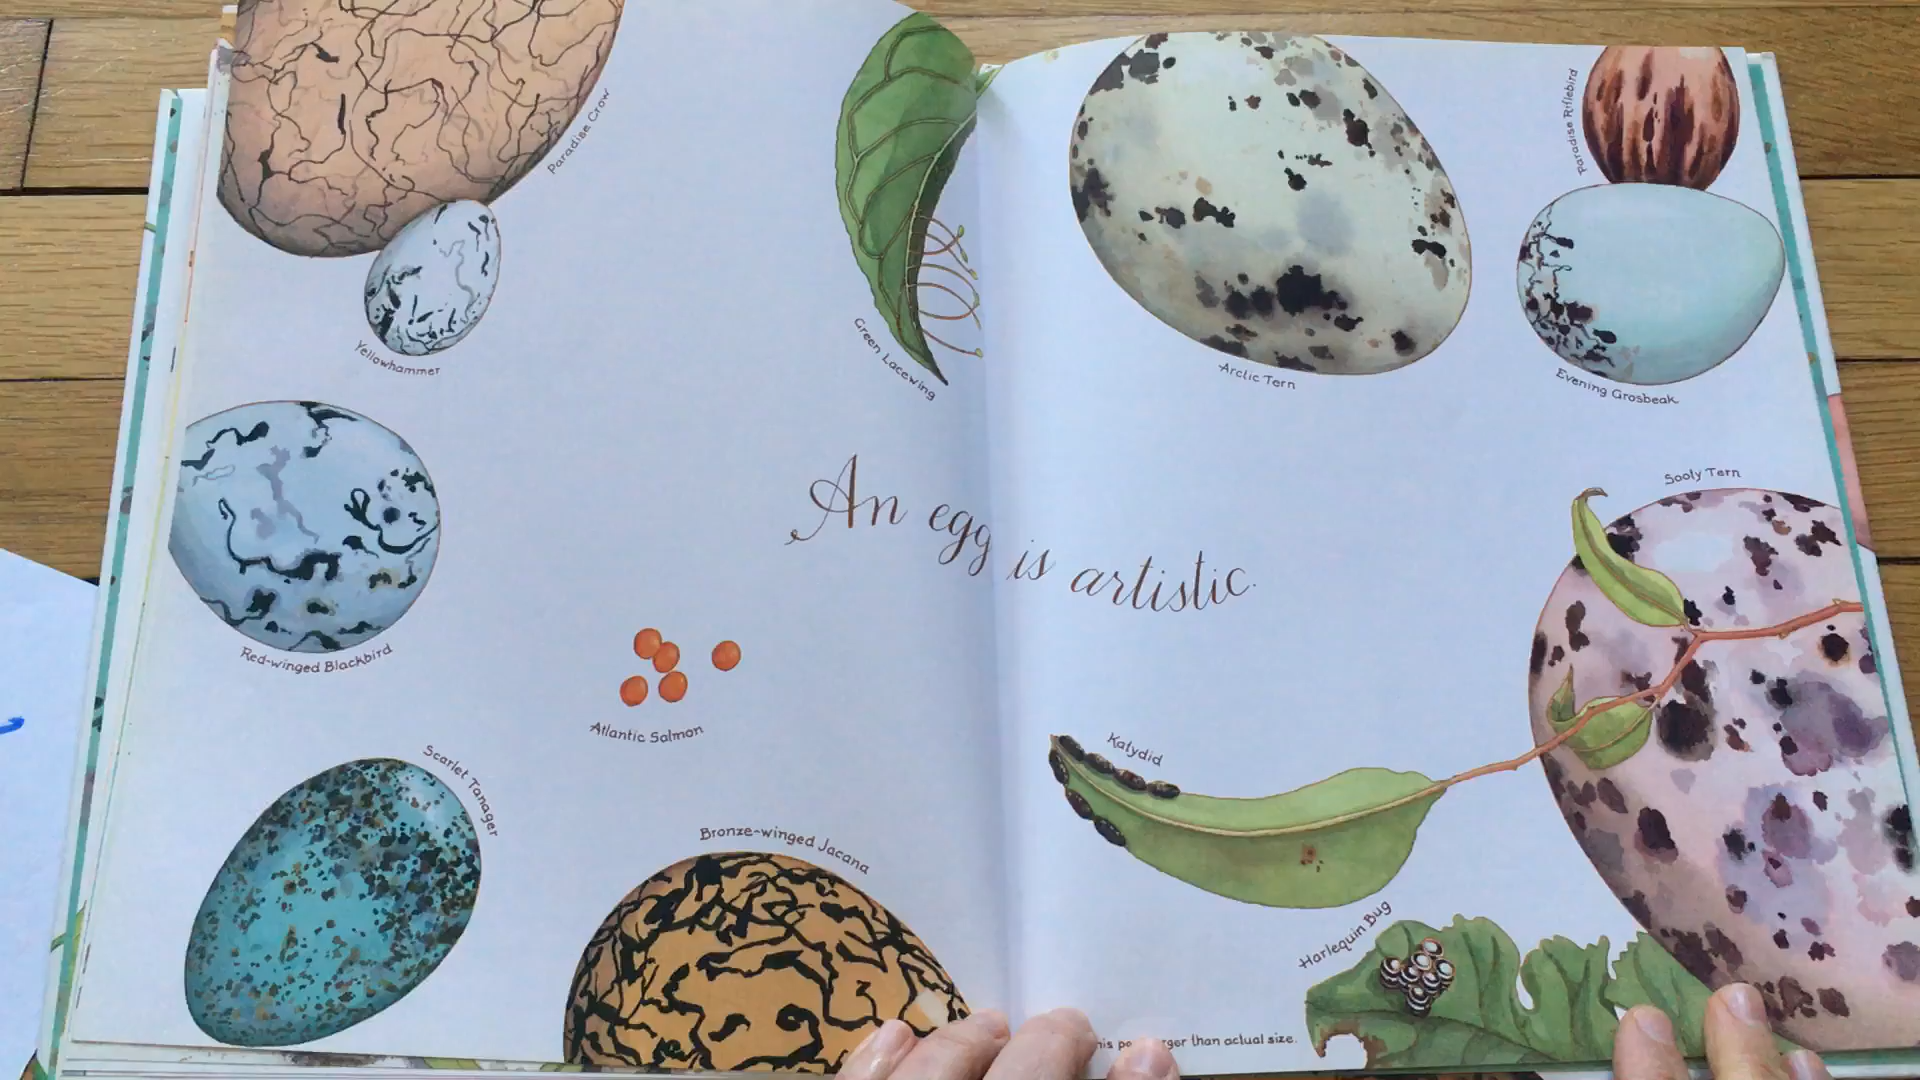 Paradise Crow
Yellowhammer
Green Lacewing
Arctic Tern
Paradise Riflebird
Evening Grosbeak
Red-winged Blackbird
An egg is artistic.
Sooty Tern
Atlantic Salmon
Scarlet Tanager
Bronze-winged Jacana
Katydid
Harlequin Bug
than actual size.